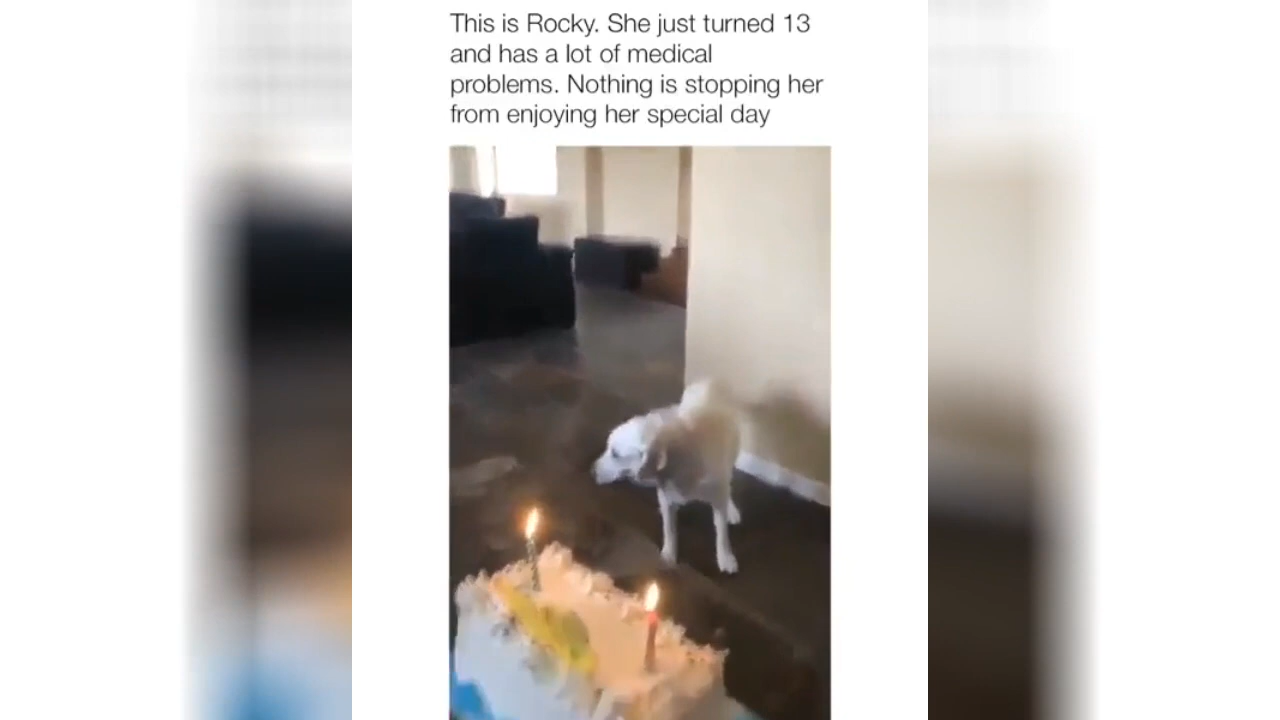 This is Rocky. She just turned 13
and has a lot of medical
problems. Nothing is stopping her
from enjoying her special day